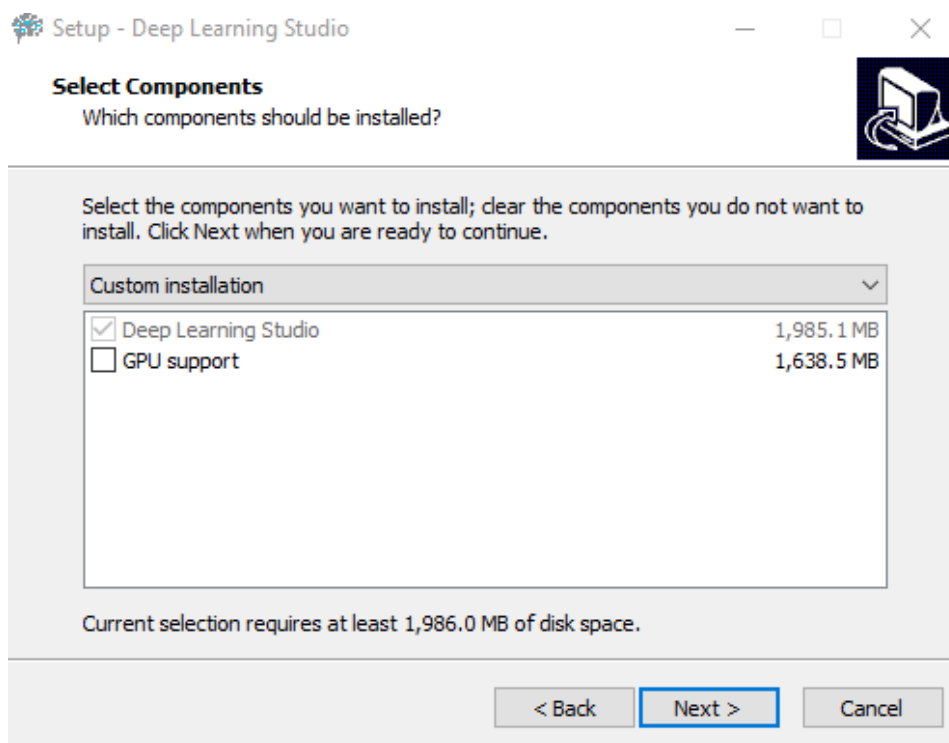 Setup - Deep Learning Studio
Select Components
Which components should be installed?
Select the components you want to install; clear the components you do not want to
install. Click Next when you are ready to continue.
Custom installation
Deep Learning Studio 1,985.1 MB
GPU support 1,638.5 MB
Current selection requires at least 1,986.0 MB of disk space.
< Back Next > Cancel